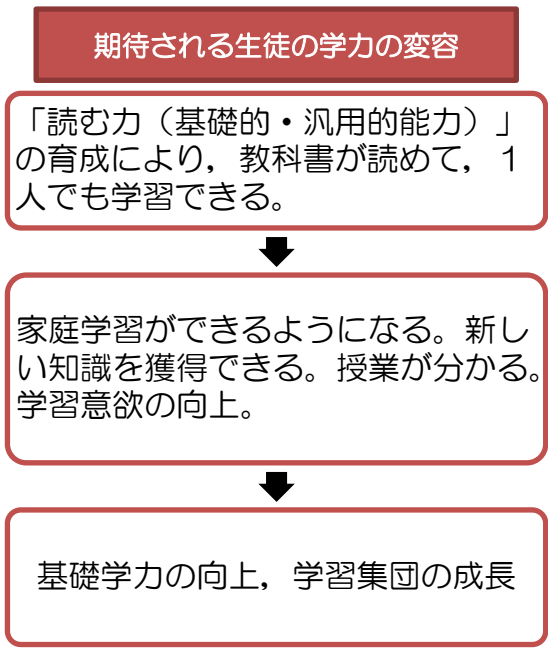 期待される生徒の学力の変容
「読む力（基礎的・汎用的能力）」
の育成により，教科書が読めて，１
人でも学習できる。
家庭学習ができるようになる。新し
い知識を獲得できる。授業が分かる。
学習意欲の向上。
基礎学力の向上，学習集団の成長